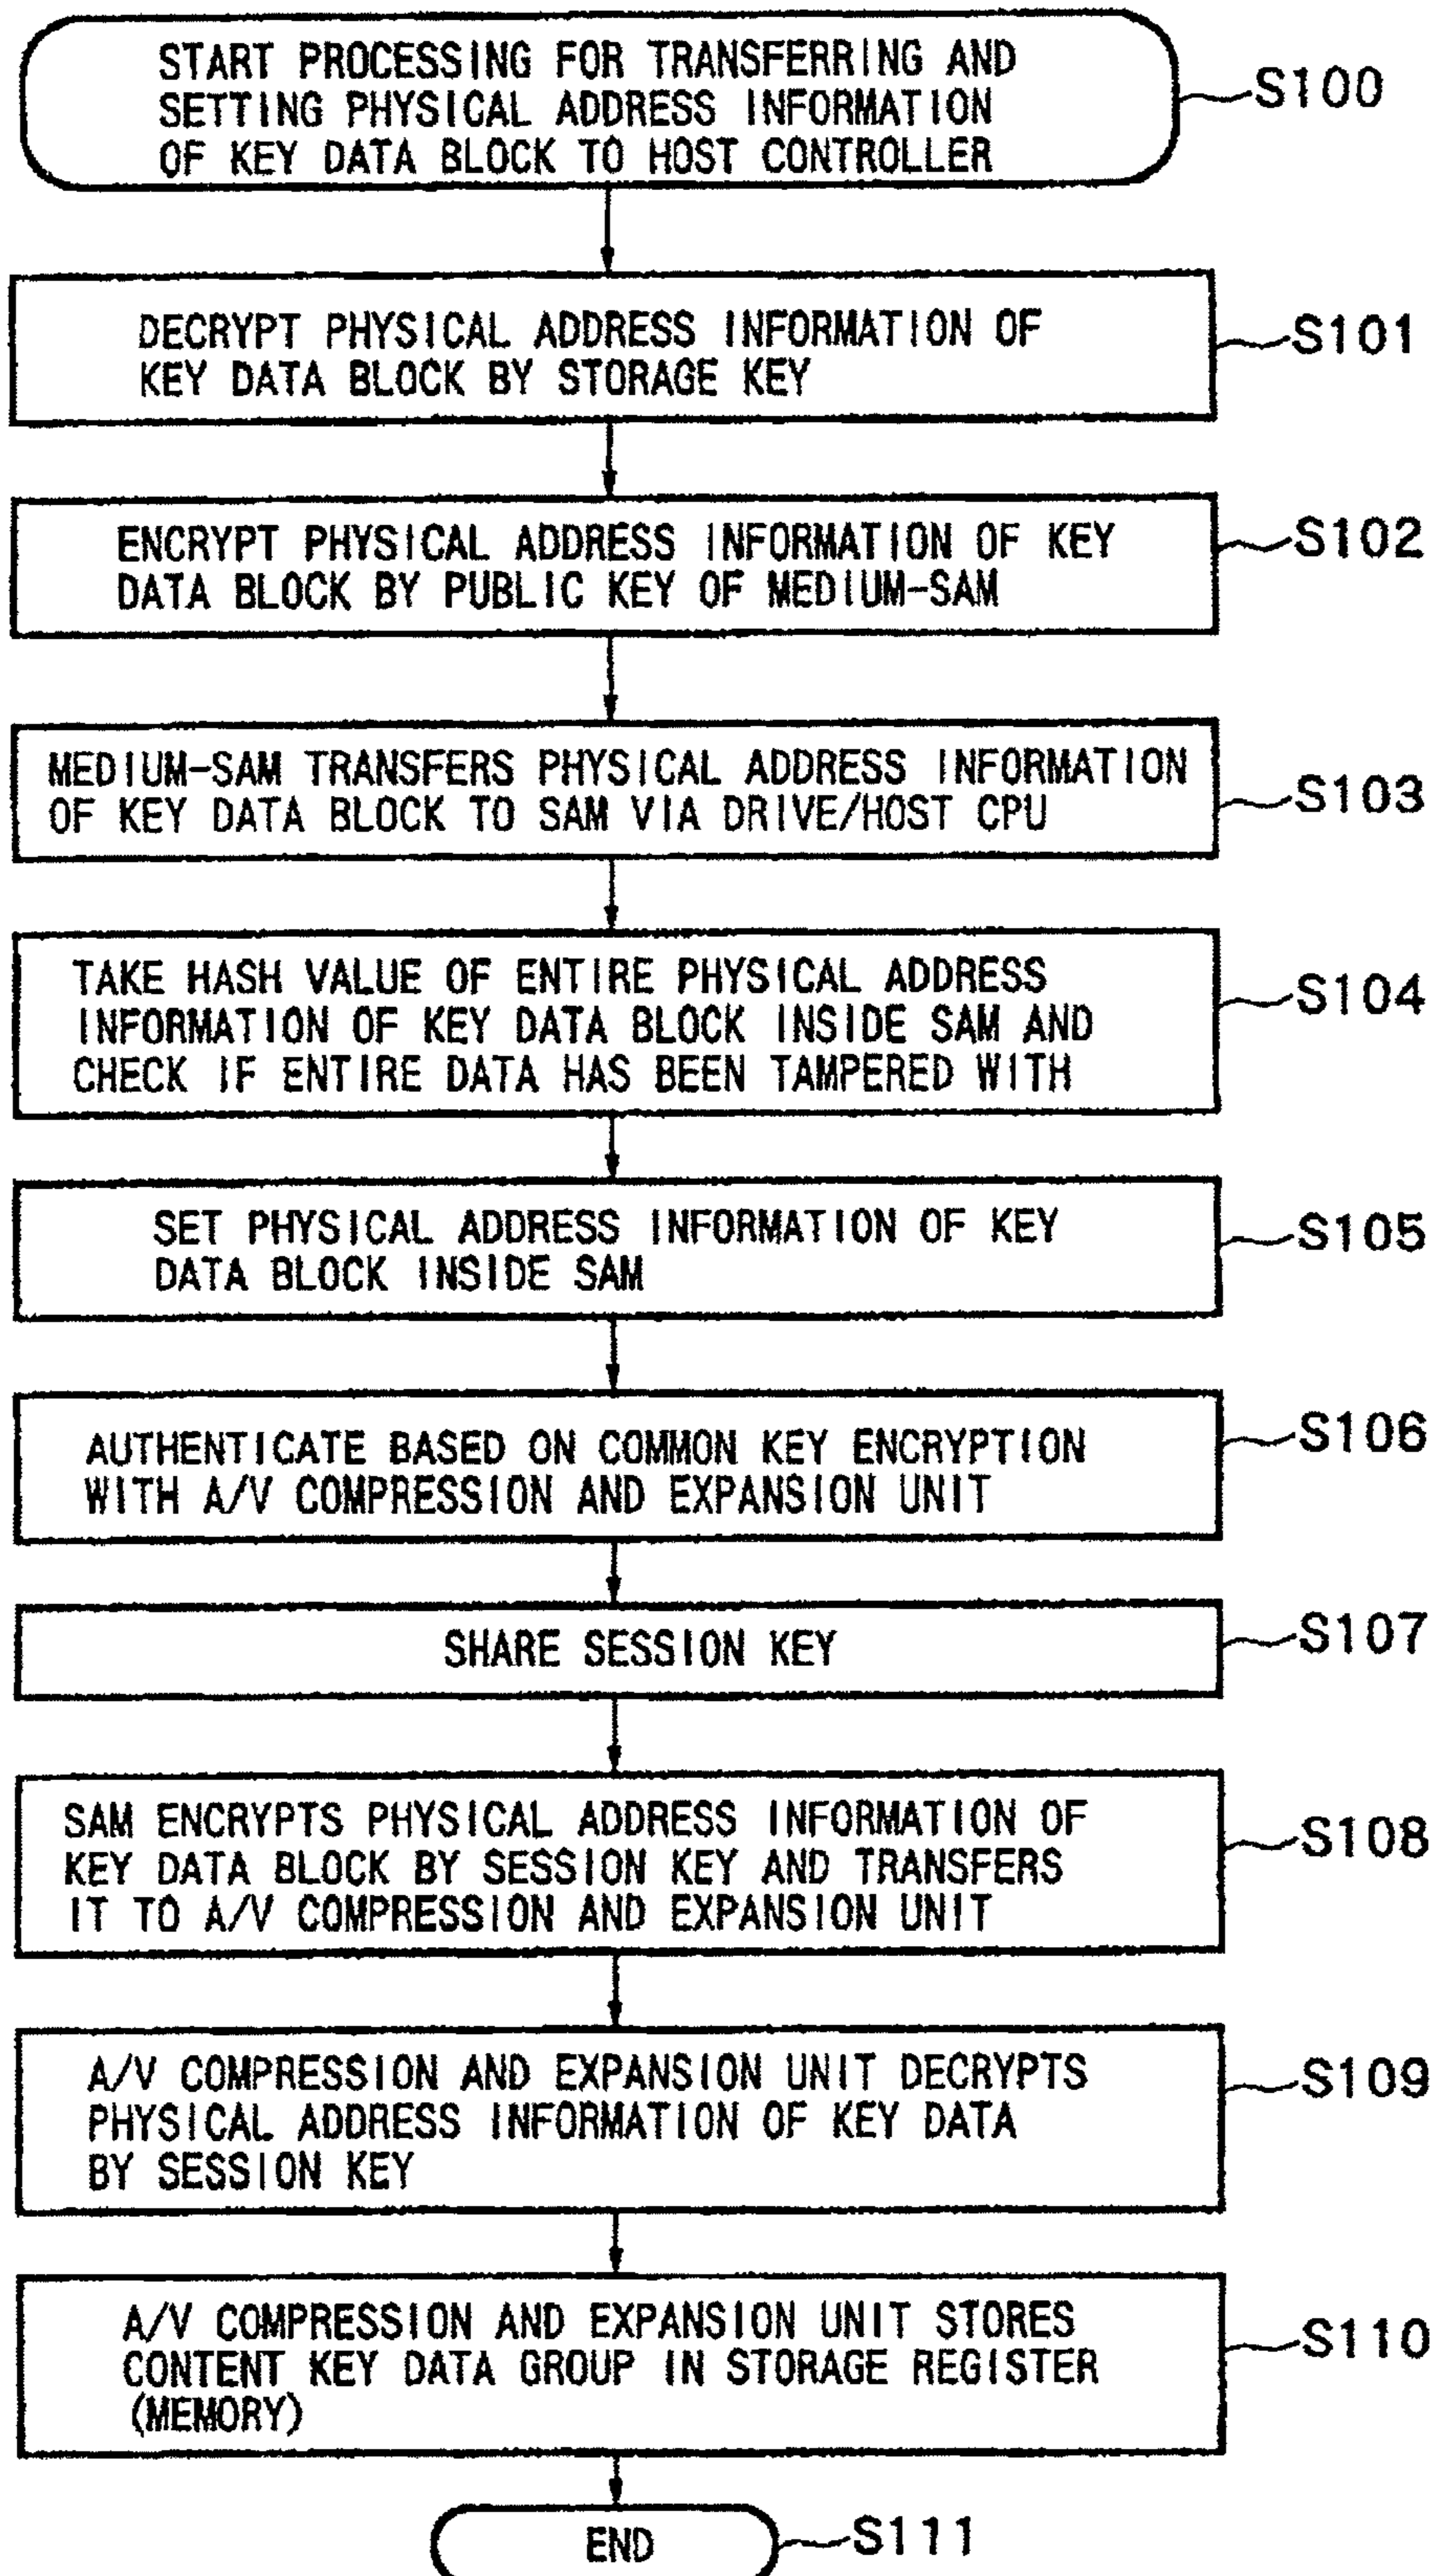 START PROCESSING FOR TRANSFERRING AND
SETTING PHYSICAL ADDRESS INFORMATION
OF KEY DATA BLOCK TO HOST CONTROLLER
S100
DECRYPT PHYSICAL ADDRESS INFORMATION OF
KEY DATA BLOCK BY STORAGE KEY
S101
ENCRYPT PHYSICAL ADDRESS INFORMATION OF KEY
DATA BLOCK BY PUBLIC KEY OF MEDIUM-SAM
S102
MEDIUM-SAM TRANSFERS PHYSICAL ADDRESS INFORMATION
OF KEY DATA BLOCK TO SAM VIA DRIVE/HOST CPU
S103
TAKE HASH VALUE OF ENTIRE PHYSICAL ADDRESS
INFORMATION OF KEY DATA BLOCK INSIDE SAM AND
CHECK IF ENTIRE DATA HAS BEEN TAMPERED WITH
S104
SET PHYSICAL ADDRESS INFORMATION OF KEY
DATA BLOCK INSIDE SAM
S105
AUTHENTICATE BASED ON COMMON KEY ENCRYPTION
WITH A/V COMPRESSION AND EXPANSION UNIT
S106
SHARE SESSION KEY
S107
SAM ENCRYPTS PHYSICAL ADDRESS INFORMATION OF
KEY DATA BLOCK BY SESSION KEY AND TRANSFERS
IT TO A/V COMPRESSION AND EXPANSION UNIT
S108
A/V COMPRESSION AND EXPANSION UNIT DECRYPTS
PHYSICAL ADDRESS INFORMATION OF KEY DATA
BY SESSION KEY
S109
A/V COMPRESSION AND EXPANSION UNIT STORES
CONTENT KEY DATA GROUP IN STORAGE REGISTER
(MEMORY)
S110
END
S111